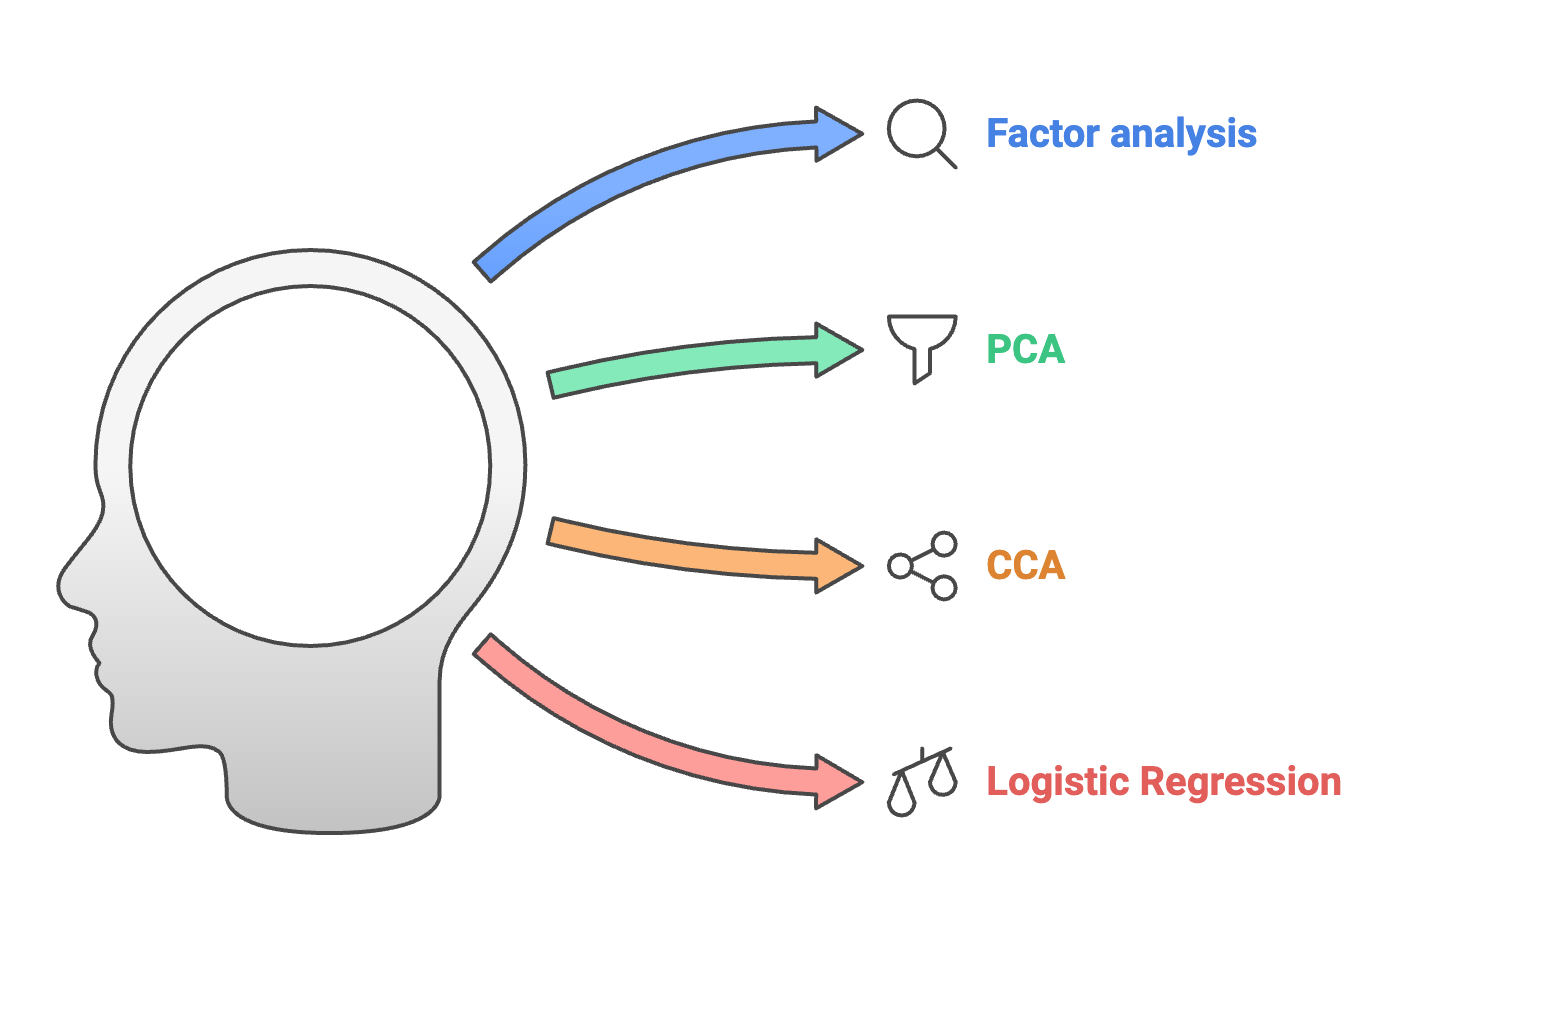 Factor analysis
PCA
CCA
Logistic Regression